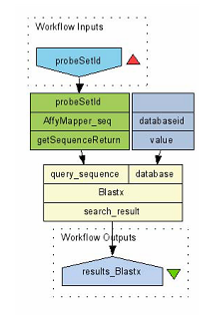 Workflow Inputs
probeSetId
probeSetId
AffyMapper_seq
databaseid
getSequenceReturn
value
query_sequence
database
Blastx
search_result
Workflow Outputs
results_Blastx